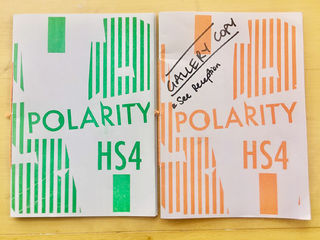 POLARITY
HS4
GALLERY COPY
* See reception
POLARITY
HS4